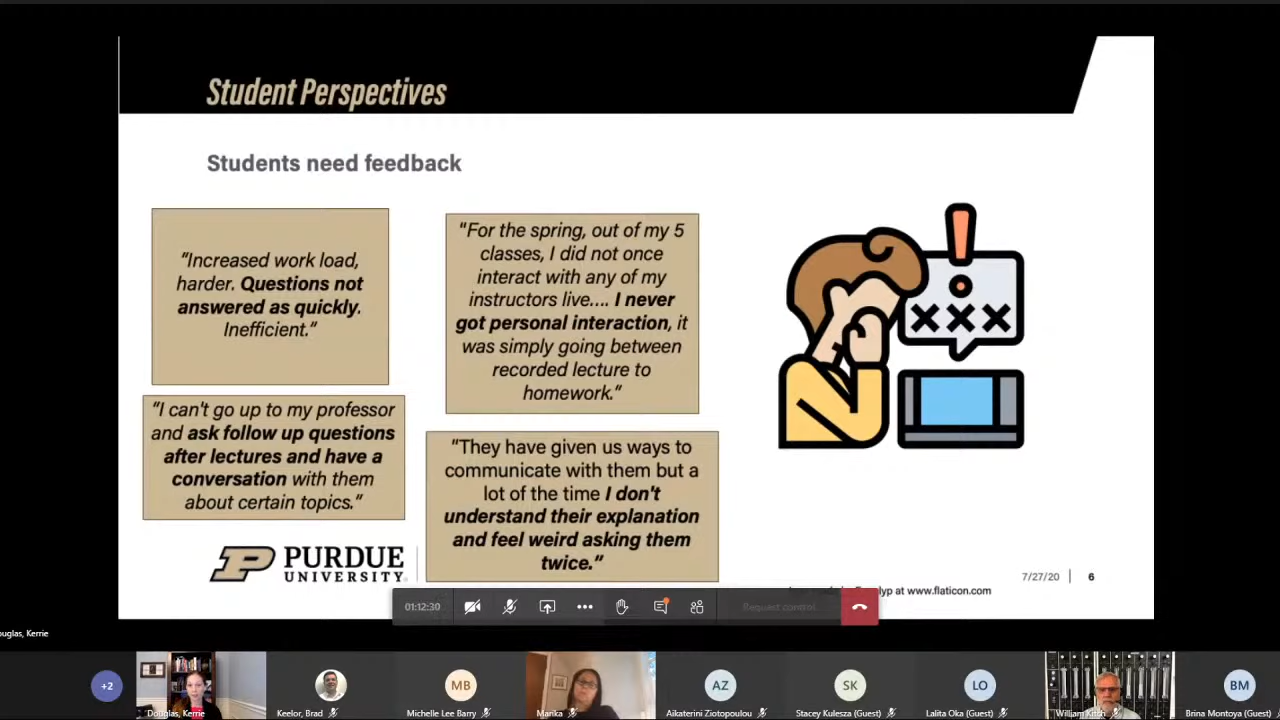 Student Perspectives
Students need feedback
"Increased work load,
harder. Questions not
answered as quickly.
Inefficient."
"For the spring, out of my 5
classes, I did not once
interact with any of my
instructors live.... I never
got personal interaction, it
was simply going between
recorded lecture to
homework."
"I can't go up to my professor
and ask follow up questions
after lectures and have a
conversation with them
about certain topics."
"They have given us ways to
communicate with them but a
lot of the time I don't
understand their explanation
and feel weird asking them
twice."
P PURDUE
UNIVERSITY
7/27/20 | 6
at www.flaticon.com
01:12:30
Request control
Kerrie
+2
Douglas, Kerrie
Keelor, Brad
MB
Michelle Lee Barry
Marika
AZ
Aikaterini Ziotopoulou
SK
Stacey Kulesza (Guest)
LO
Lalita Oka (Guest)
William Kitch
BM
Brina Montoya (Guest)